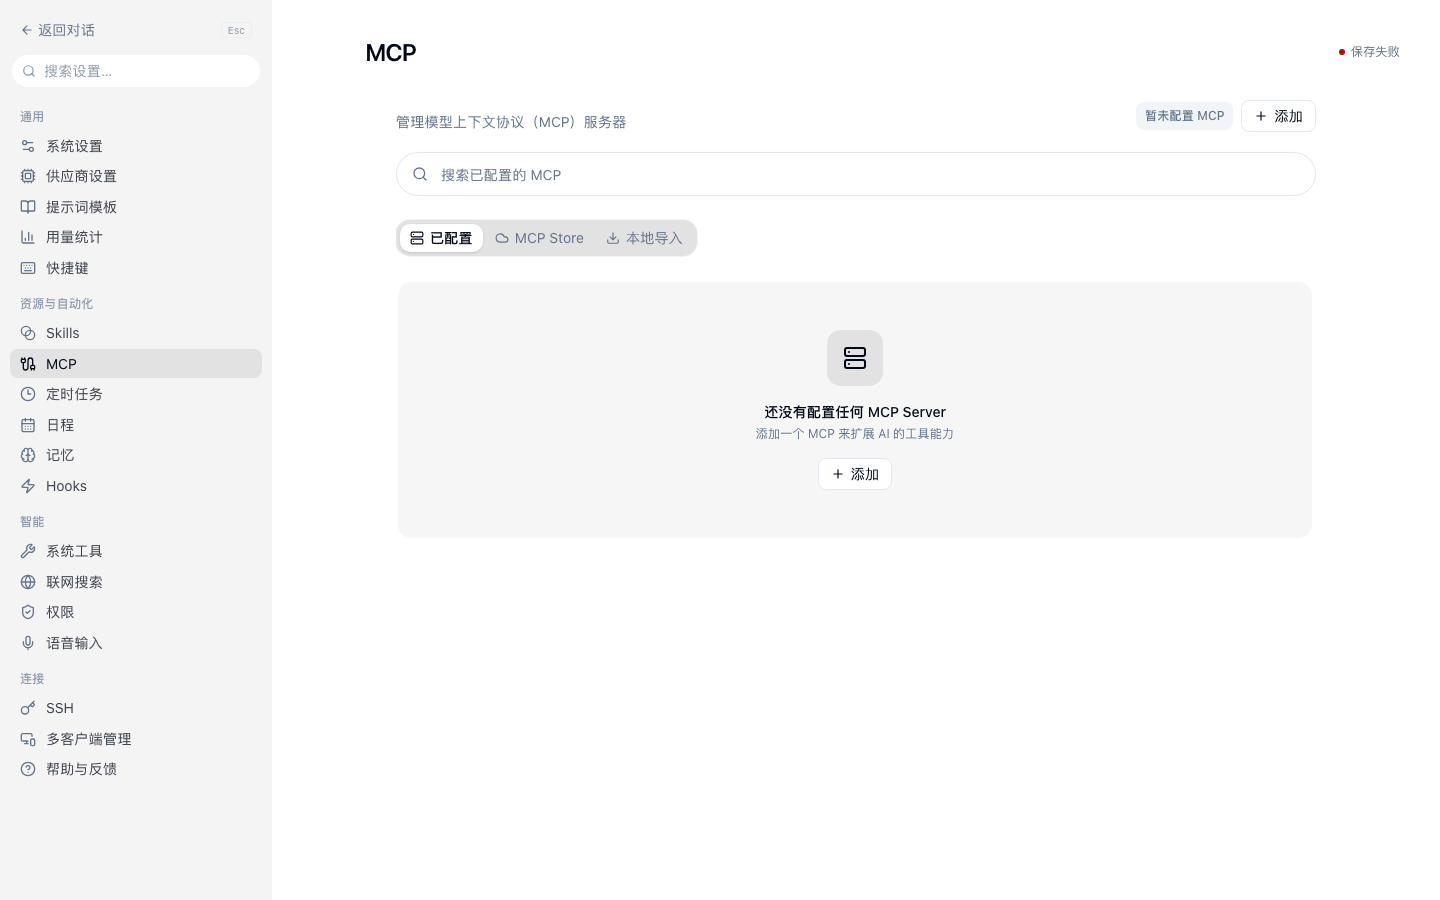 返回对话
Esc
搜索设置...
通用
系统设置
供应商设置
提示词模板
用量统计
快捷键
资源与自动化
Skills
MCP
定时任务
日程
记忆
Hooks
智能
系统工具
联网搜索
权限
语音输入
连接
SSH
多客户端管理
帮助与反馈
MCP
保存失败
管理模型上下文协议（MCP）服务器
暂未配置 MCP
添加
搜索已配置的 MCP
已配置
MCP Store
本地导入
还没有配置任何 MCP Server
添加一个 MCP 来扩展 AI 的工具能力
添加